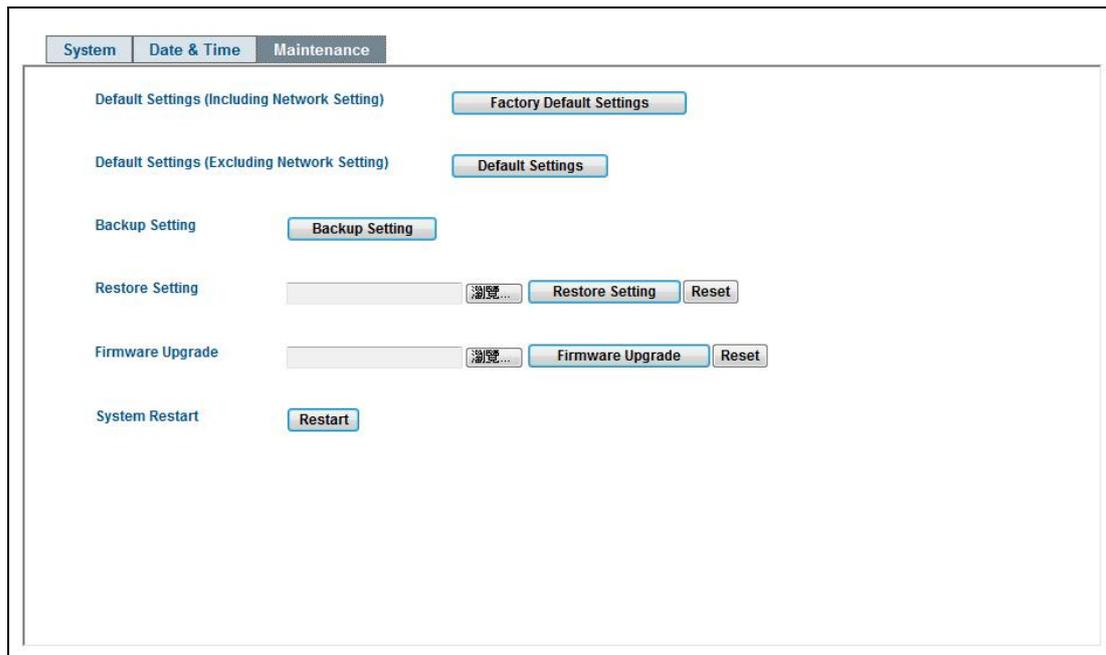 System Date & Time Maintenance
Default Settings (Including Network Setting) Factory Default Settings
Default Settings (Excluding Network Setting) Default Settings
Backup Setting Backup Setting
Restore Setting 瀏覽... Restore Setting Reset
Firmware Upgrade 瀏覽... Firmware Upgrade Reset
System Restart Restart